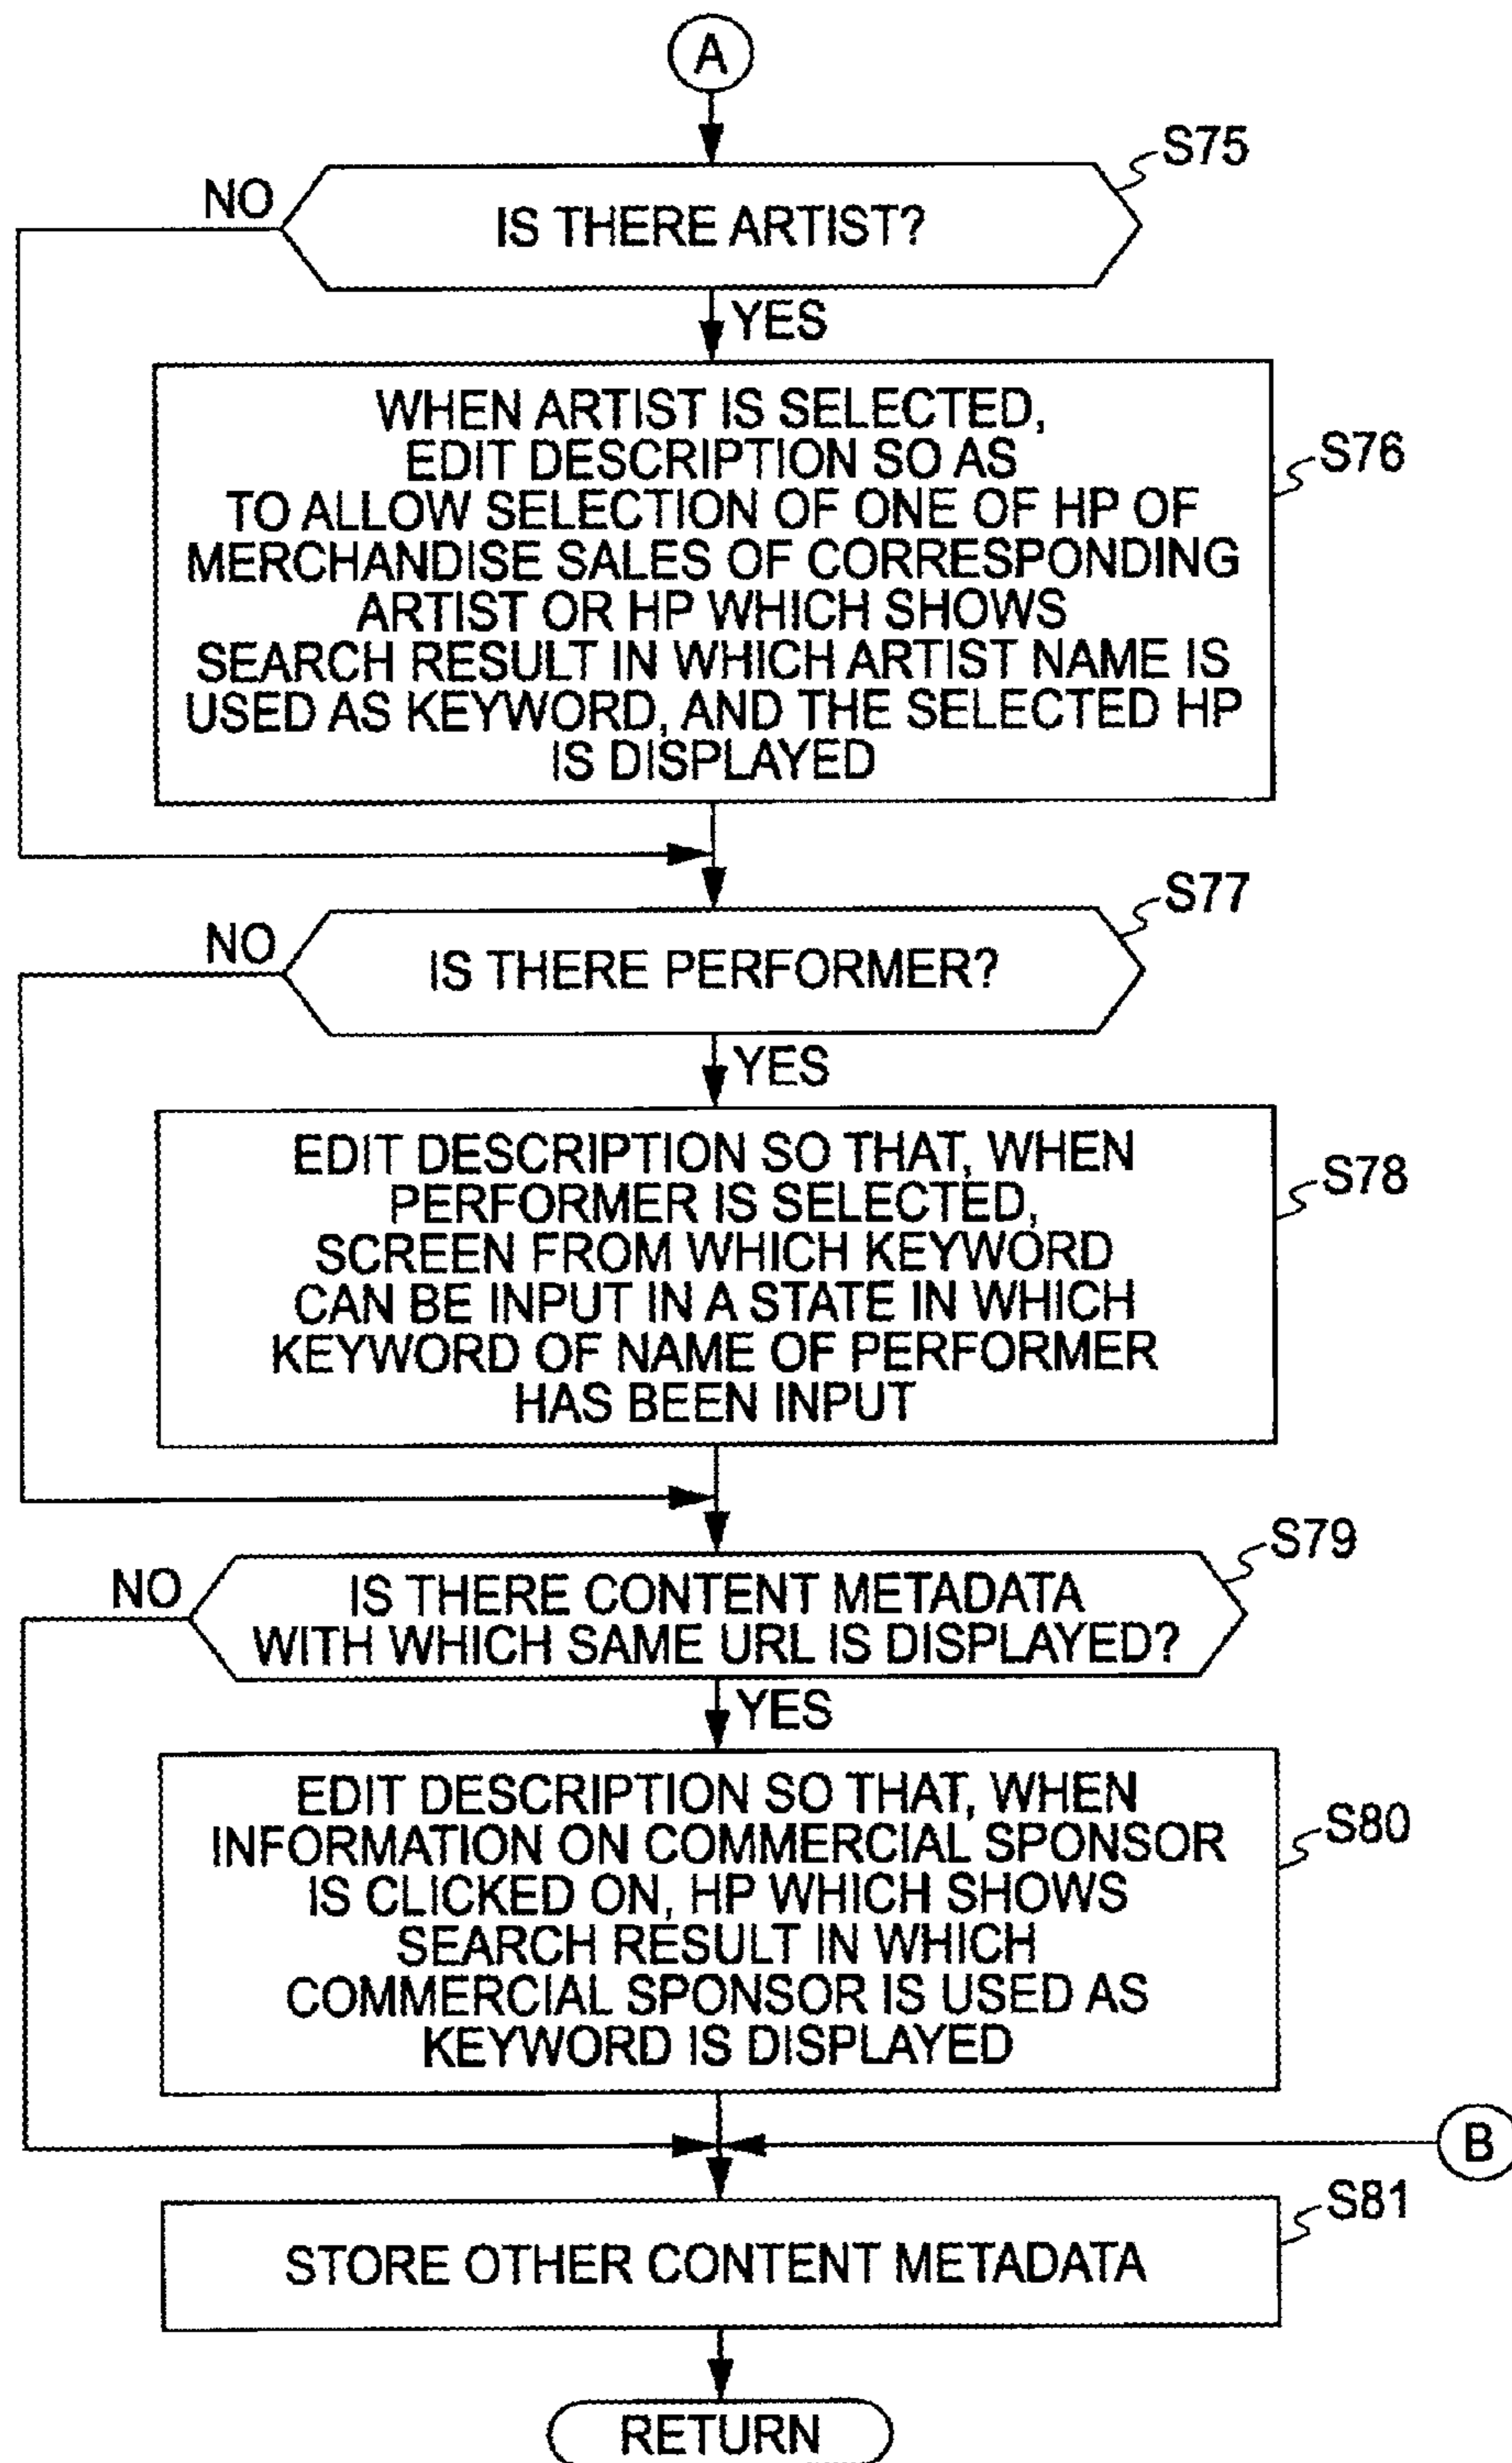 A
S75
NO
IS THERE ARTIST?
YES
WHEN ARTIST IS SELECTED,
EDIT DESCRIPTION SO AS
TO ALLOW SELECTION OF ONE OF HP OF
MERCHANDISE SALES OF CORRESPONDING
ARTIST OR HP WHICH SHOWS
SEARCH RESULT IN WHICH ARTIST NAME IS
USED AS KEYWORD, AND THE SELECTED HP
IS DISPLAYED
S76
S77
NO
IS THERE PERFORMER?
YES
EDIT DESCRIPTION SO THAT, WHEN
PERFORMER IS SELECTED,
SCREEN FROM WHICH KEYWORD
CAN BE INPUT IN A STATE IN WHICH
KEYWORD OF NAME OF PERFORMER
HAS BEEN INPUT
S78
S79
NO
IS THERE CONTENT METADATA
WITH WHICH SAME URL IS DISPLAYED?
YES
EDIT DESCRIPTION SO THAT, WHEN
INFORMATION ON COMMERCIAL SPONSOR
IS CLICKED ON, HP WHICH SHOWS
SEARCH RESULT IN WHICH
COMMERCIAL SPONSOR IS USED AS
KEYWORD IS DISPLAYED
S80
B
S81
STORE OTHER CONTENT METADATA
RETURN